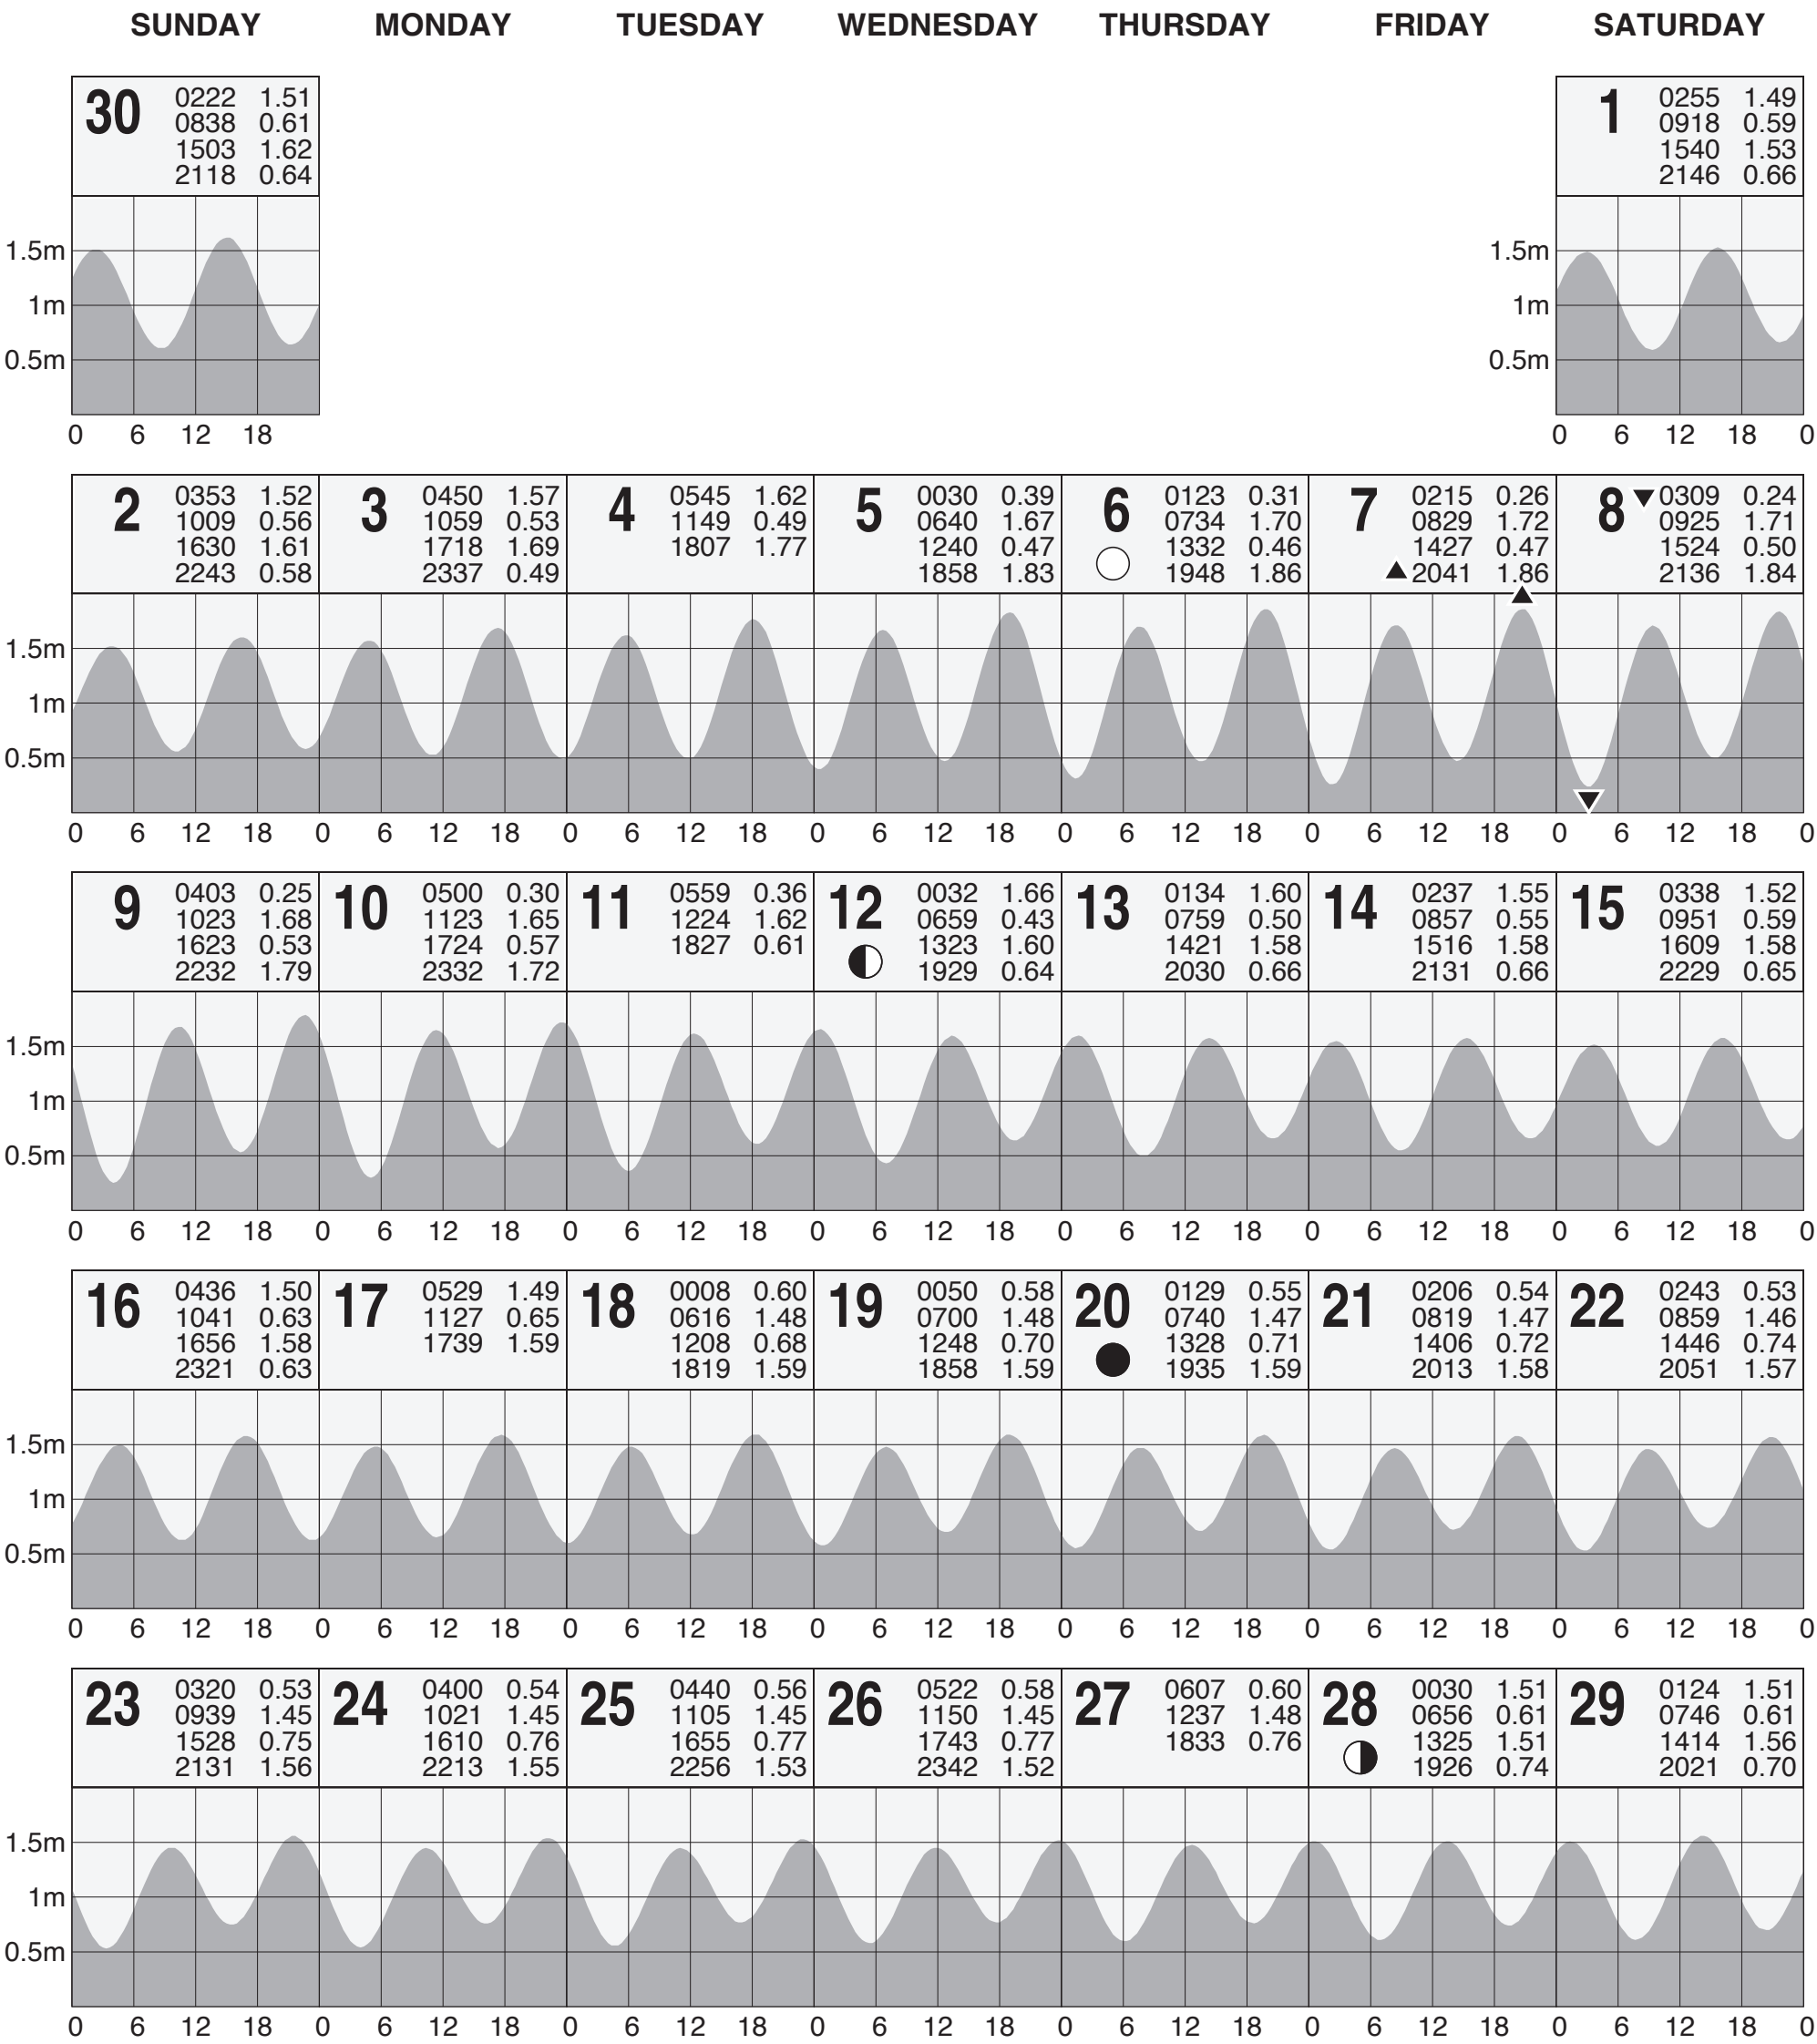 SUNDAY MONDAY TUESDAY WEDNESDAY THURSDAY FRIDAY SATURDAY
30 0222 1.51
0838 0.61
1503 1.62
2118 0.64
1.5m
1m
0.5m
0 6 12 18
1 0255 1.49
0918 0.59
1540 1.53
2146 0.66
1.5m
1m
0.5m
0 6 12 18 0
2 0353 1.52
1009 0.56
1630 1.61
2243 0.58
3 0450 1.57
1059 0.53
1718 1.69
2337 0.49
4 0545 1.62
1149 0.49
1807 1.77
5 0030 0.39
0640 1.67
1240 0.47
1858 1.83
6 0123 0.31
0734 1.70
1332 0.46
1948 1.86
7 0215 0.26
0829 1.72
1427 0.47
2041 1.86
8 0309 0.24
0925 1.71
1524 0.50
2136 1.84
1.5m
1m
0.5m
0 6 12 18 0 6 12 18 0 6 12 18 0 6 12 18 0 6 12 18 0 6 12 18 0 6 12 18 0
9 0403 0.25
1023 1.68
1623 0.53
2232 1.79
10 0500 0.30
1123 1.65
1724 0.57
2332 1.72
11 0559 0.36
1224 1.62
1827 0.61
12 0032 1.66
0659 0.43
1323 1.60
1929 0.64
13 0134 1.60
0759 0.50
1421 1.58
2030 0.66
14 0237 1.55
0857 0.55
1516 1.58
2131 0.66
15 0338 1.52
0951 0.59
1609 1.58
2229 0.65
1.5m
1m
0.5m
0 6 12 18 0 6 12 18 0 6 12 18 0 6 12 18 0 6 12 18 0 6 12 18 0 6 12 18 0
16 0436 1.50
1041 0.63
1656 1.58
2321 0.63
17 0529 1.49
1127 0.65
1739 1.59
18 0008 0.60
0616 1.48
1208 0.68
1819 1.59
19 0050 0.58
0700 1.48
1248 0.70
1858 1.59
20 0129 0.55
0740 1.47
1328 0.71
1935 1.59
21 0206 0.54
0819 1.47
1406 0.72
2013 1.58
22 0243 0.53
0859 1.46
1446 0.74
2051 1.57
1.5m
1m
0.5m
0 6 12 18 0 6 12 18 0 6 12 18 0 6 12 18 0 6 12 18 0 6 12 18 0 6 12 18 0
23 0320 0.53
0939 1.45
1528 0.75
2131 1.56
24 0400 0.54
1021 1.45
1610 0.76
2213 1.55
25 0440 0.56
1105 1.45
1655 0.77
2256 1.53
26 0522 0.58
1150 1.45
1743 0.77
2342 1.52
27 0607 0.60
1237 1.48
1833 0.76
28 0030 1.51
0656 0.61
1325 1.51
1926 0.74
29 0124 1.51
0746 0.61
1414 1.56
2021 0.70
1.5m
1m
0.5m
0 6 12 18 0 6 12 18 0 6 12 18 0 6 12 18 0 6 12 18 0 6 12 18 0 6 12 18 0